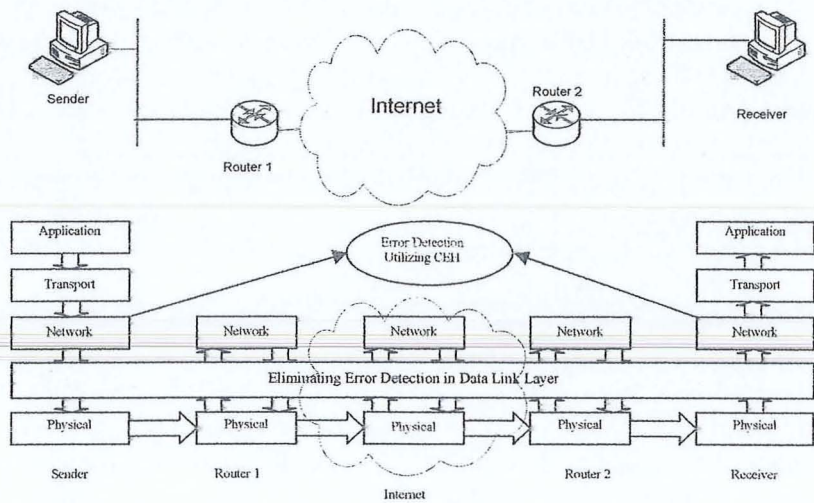 Sender
Internet
Router 1
Router 2
Receiver
Application
Error Detection
Utilizing CEH
Application
Transport
Transport
Network
Network
Network
Network
Network
Eliminating Error Detection in Data Link Layer
Physical
Physical
Physical
Physical
Physical
Sender
Router 1
Internet
Router 2
Receiver